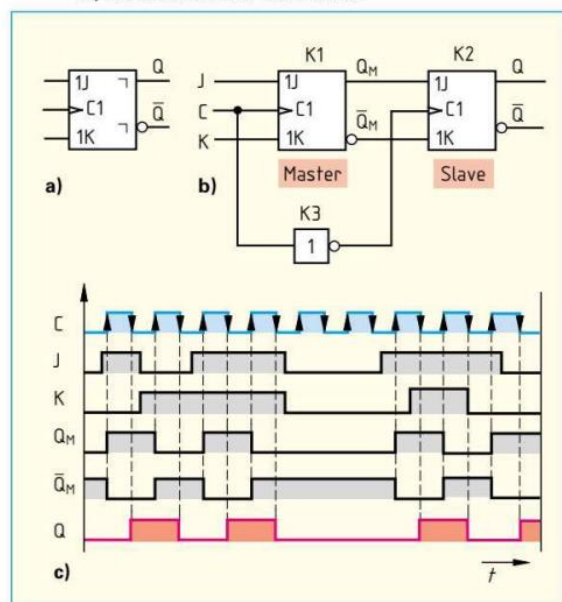 a)
1J
C1
1K
Q
Q̅
b)
J
C
K
K1
1J
C1
1K
Q_M
Q̅_M
Master
K2
1J
C1
1K
Q
Q̅
Slave
K3
1
C
J
K
Q_M
Q̅_M
Q
c)
t